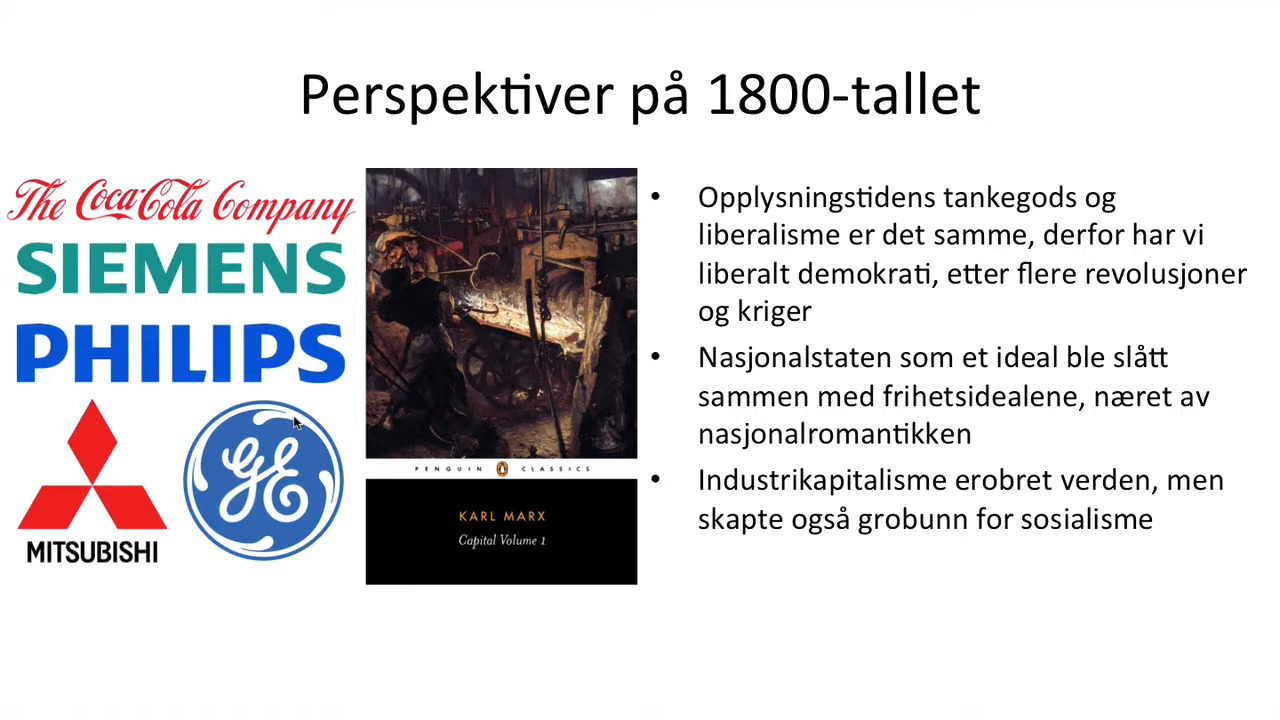 Perspektiver på 1800-tallet
The Coca-Cola Company
SIEMENS
PHILIPS
MITSUBISHI
GE
PENGUIN CLASSICS
KARL MARX
Capital Volume 1
• Opplysningstidens tankegods og
liberalisme er det samme, derfor har vi
liberalt demokrati, etter flere revolusjoner
og kriger
• Nasjonalstaten som et ideal ble slått
sammen med frihetsidealene, næret av
nasjonalromantikken
• Industrikapitalisme erobret verden, men
skapte også grobunn for sosialisme